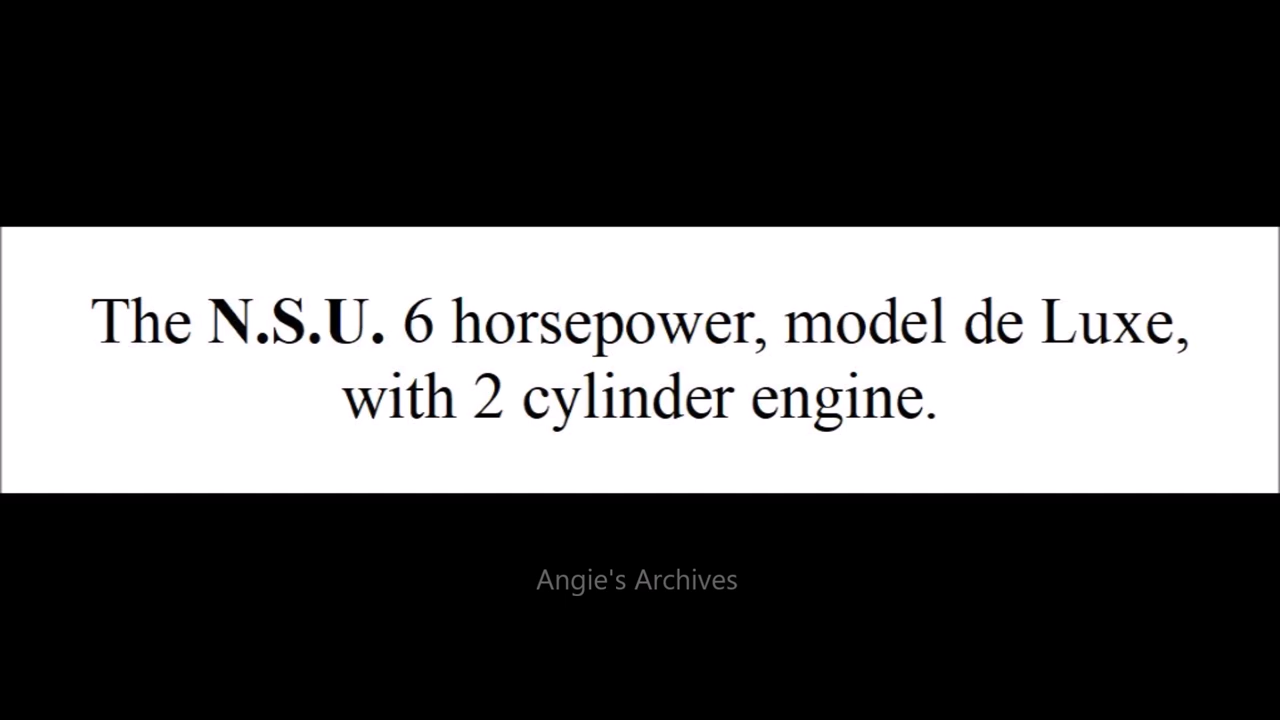 The N.S.U. 6 horsepower, model de Luxe,
with 2 cylinder engine.
Angie's Archives